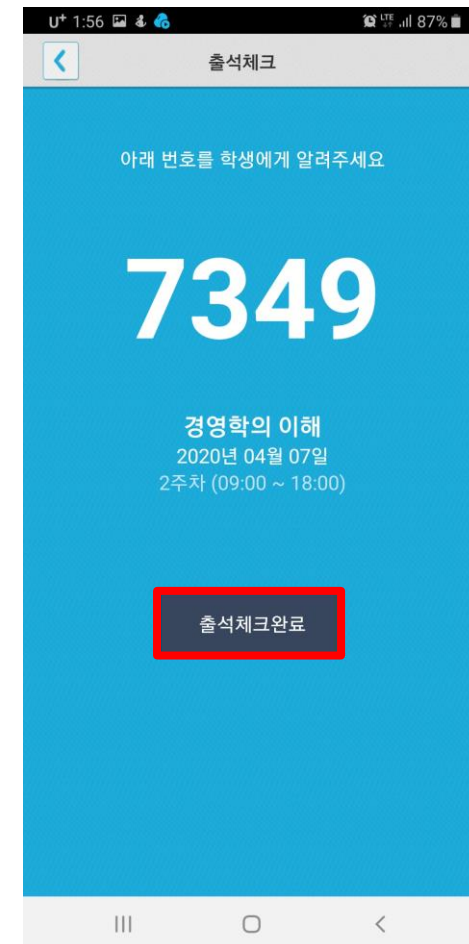 U+ 1:56 LTE 87%
출석체크
아래 번호를 학생에게 알려주세요
7349
경영학의 이해
2020년 04월 07일
2주차 (09:00 ~ 18:00)
출석체크완료